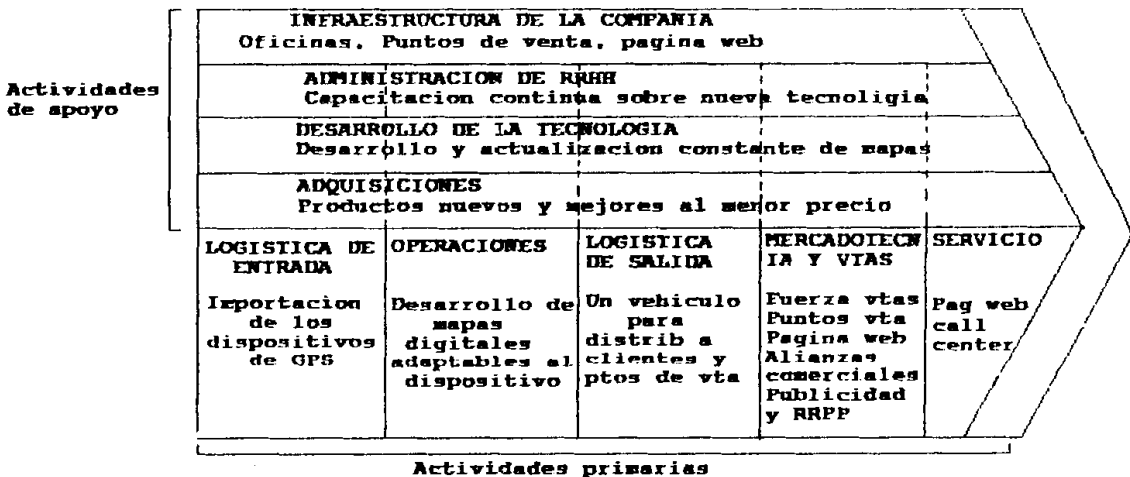 INFRAESTRUCTURA DE LA COMPAÑIA
Oficinas, Puntos de venta, pagina web
Actividades
de apoyo
ADMINISTRACION DE RRHH
Capacitacion continua sobre nueva tecnoligia
DESARROLLO DE LA TECNOLOGIA
Desarrollo y actualizacion constante de mapas
ADQUISICIONES
Productos nuevos y mejores al menor precio
LOGISTICA DE
ENTRADA
Importacion
de los
dispositivos
de GPS
OPERACIONES
Desarrollo de
mapas
digitales
adaptables al
dispositivo
LOGISTICA
DE SALIDA
Un vehiculo
para
distrib a
clientes y
ptos de vta
MERCADOTECN
IA Y VTAS
Fuerza vtas
Puntos vta
Pagina web
Alianzas
comerciales
Publicidad
y RRPP
SERVICIO
Pag web
call
center
Actividades primarias